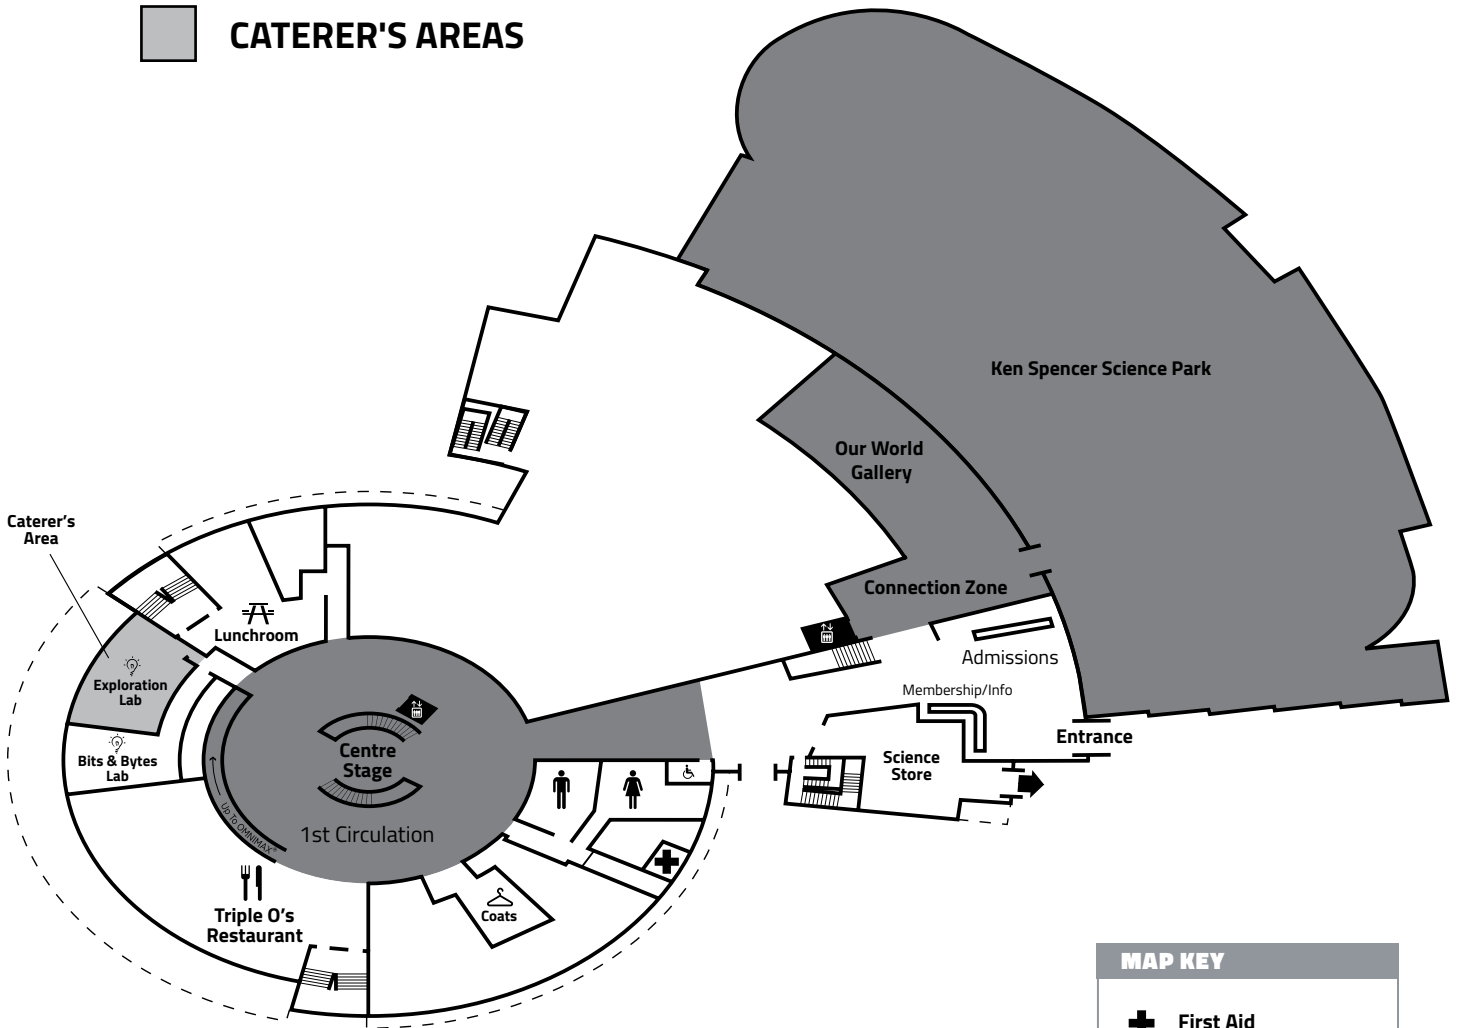 CATERER'S AREAS
Ken Spencer Science Park
Our World
Gallery
Caterer's
Area
Connection Zone
Lunchroom
Admissions
Exploration
Lab
Membership/Info
Entrance
Centre
Stage
Bits & Bytes
Lab
Science
Store
Up To OMNIMAX®
1st Circulation
Triple O's
Restaurant
Coats
MAP KEY
First Aid